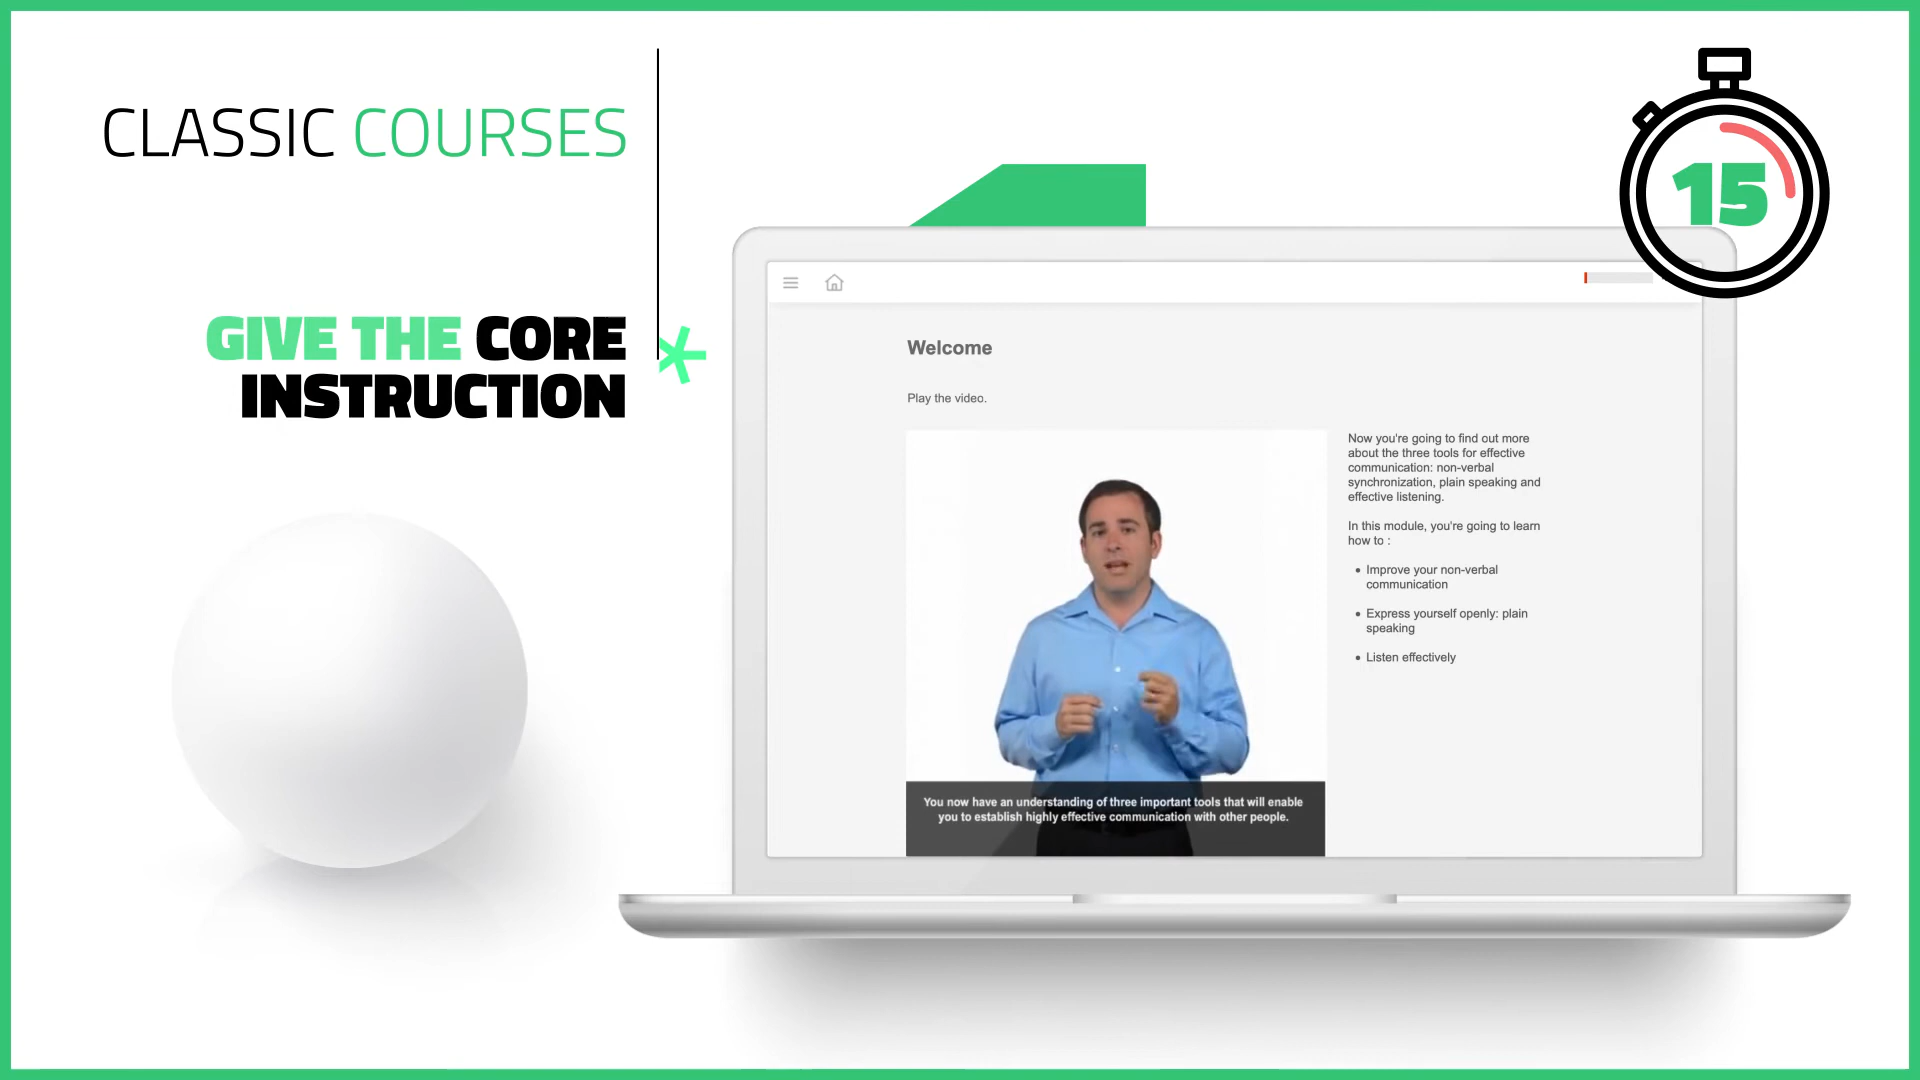 CLASSIC COURSES
GIVE THE CORE
INSTRUCTION
15
Welcome
Play the video.
Now you're going to find out more
about the three tools for effective
communication: non-verbal
synchronization, plain speaking and
effective listening.
In this module, you're going to learn
how to :
• Improve your non-verbal
communication
• Express yourself openly: plain
speaking
• Listen effectively
You now have an understanding of three important tools that will enable
you to establish highly effective communication with other people.